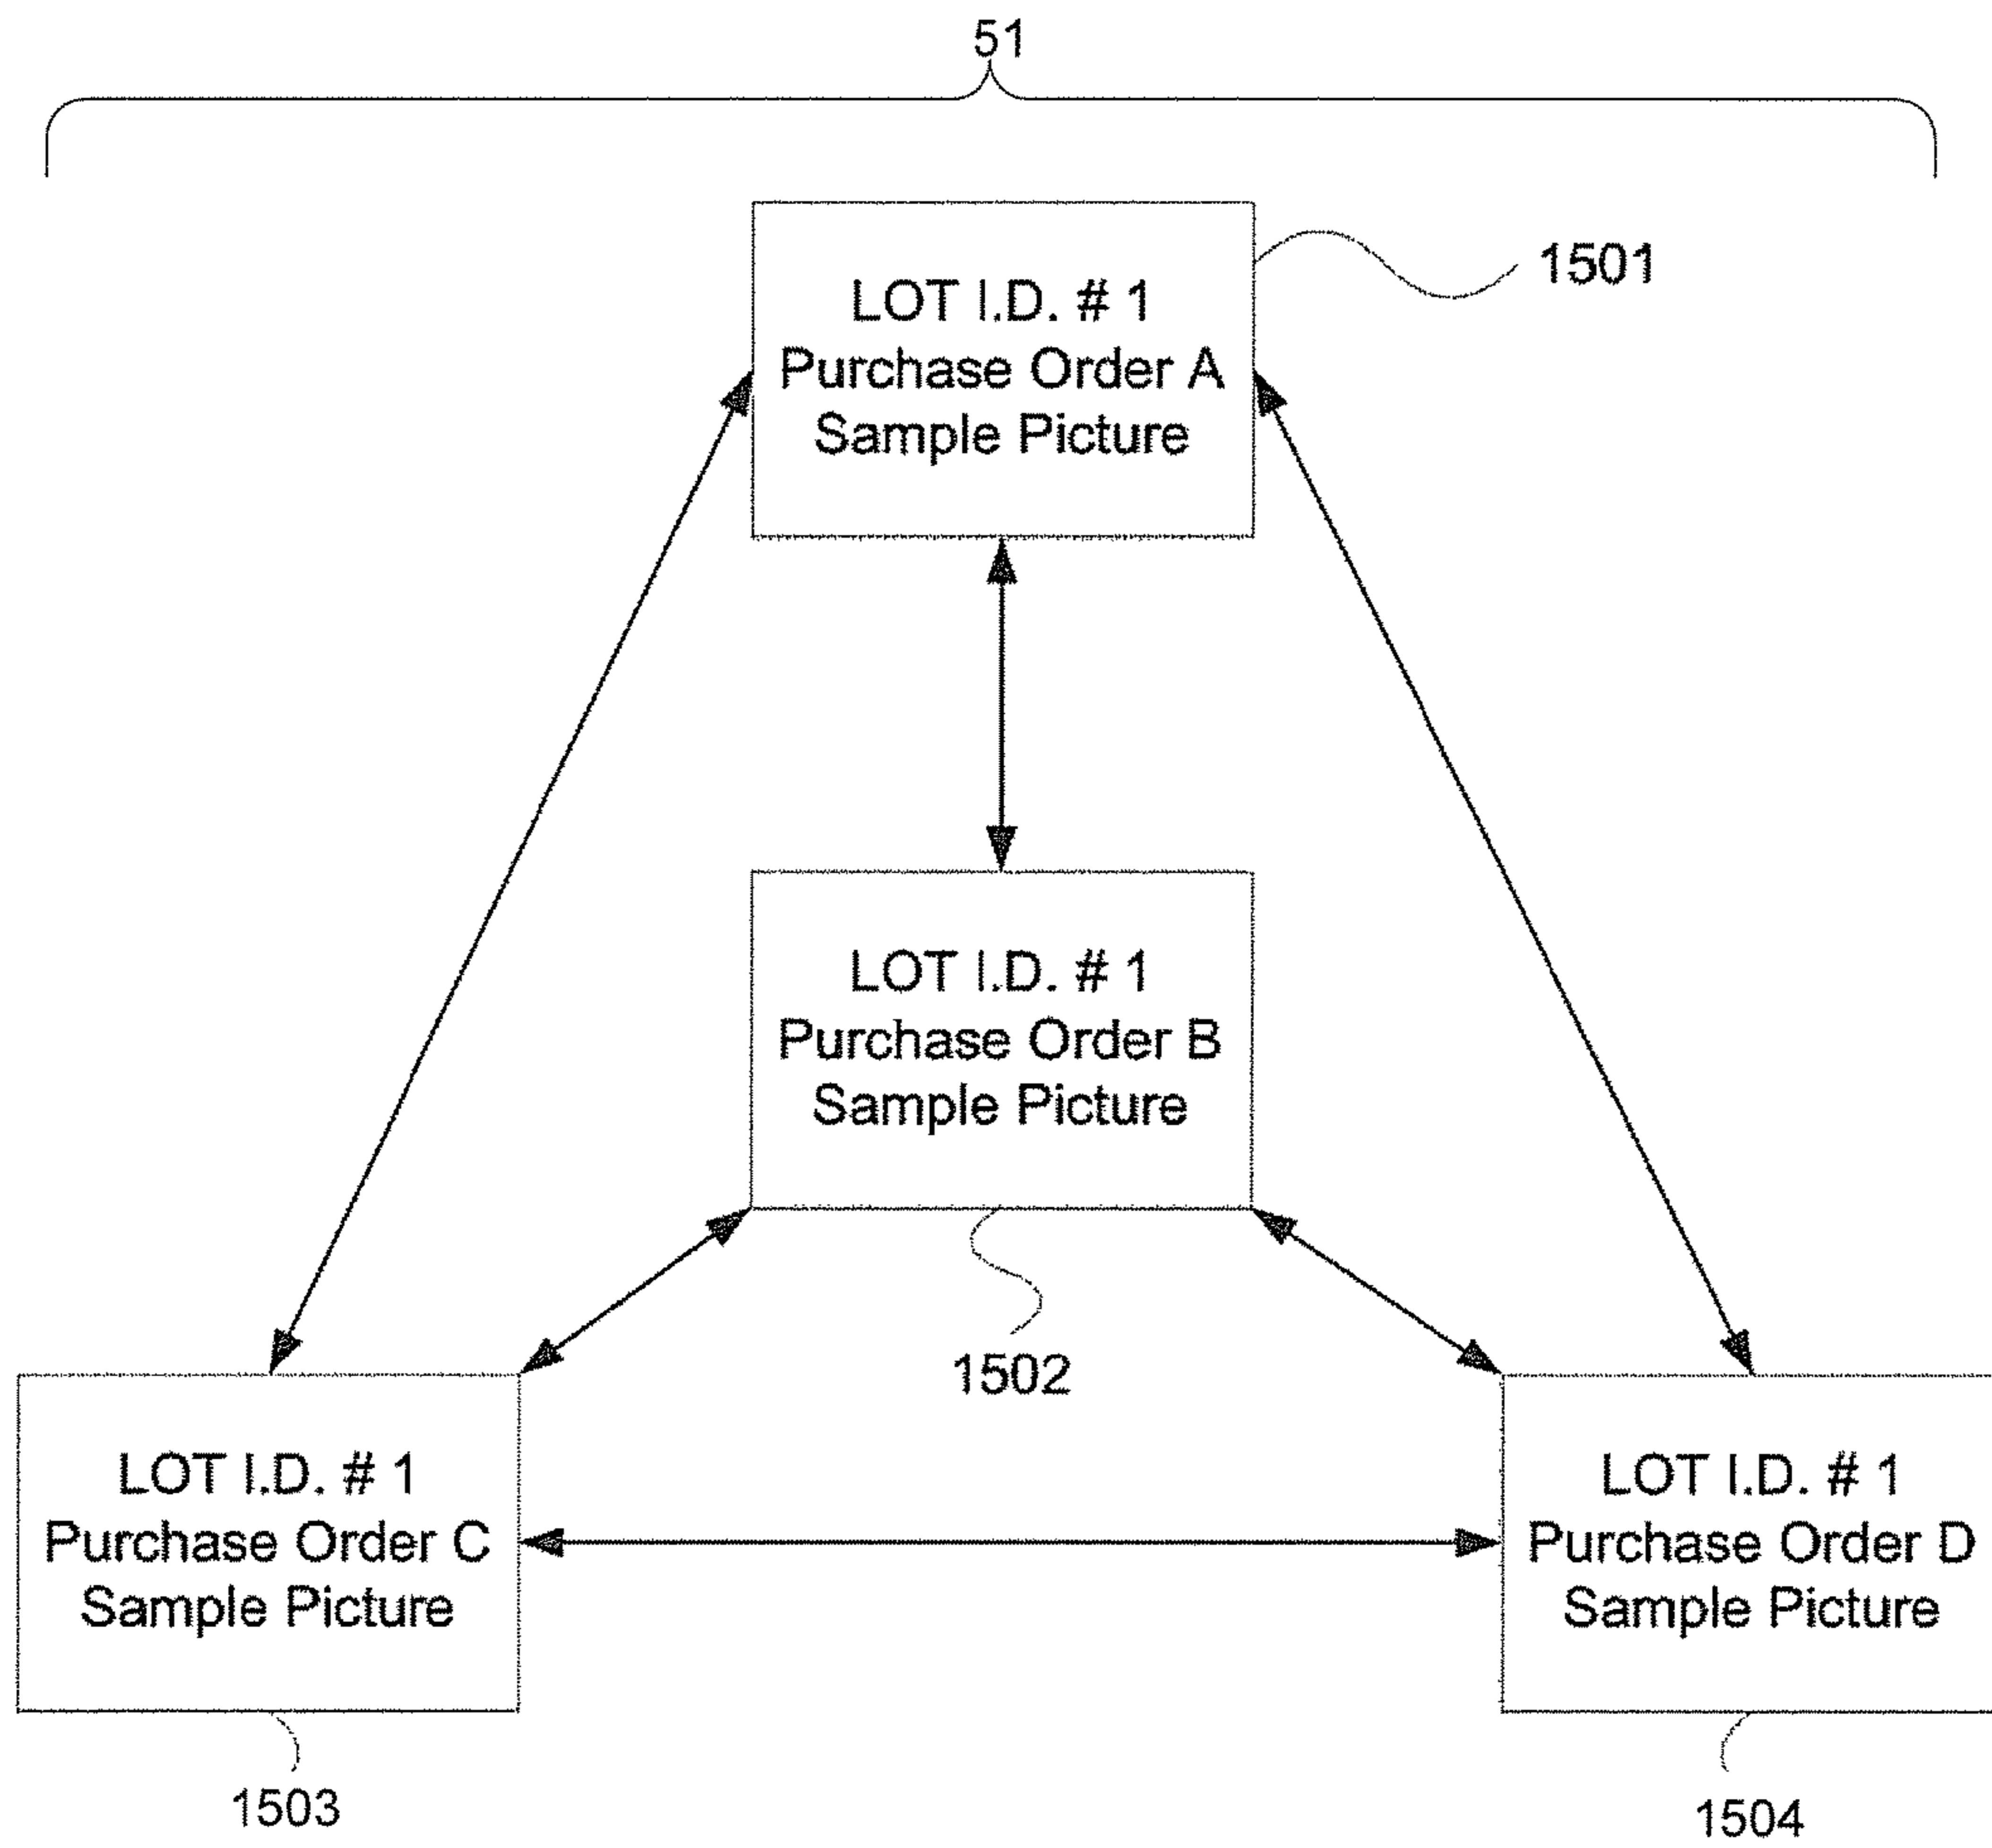 51
LOT I.D. # 1
Purchase Order A
Sample Picture
1501
LOT I.D. # 1
Purchase Order B
Sample Picture
1502
LOT I.D. # 1
Purchase Order C
Sample Picture
1503
LOT I.D. # 1
Purchase Order D
Sample Picture
1504